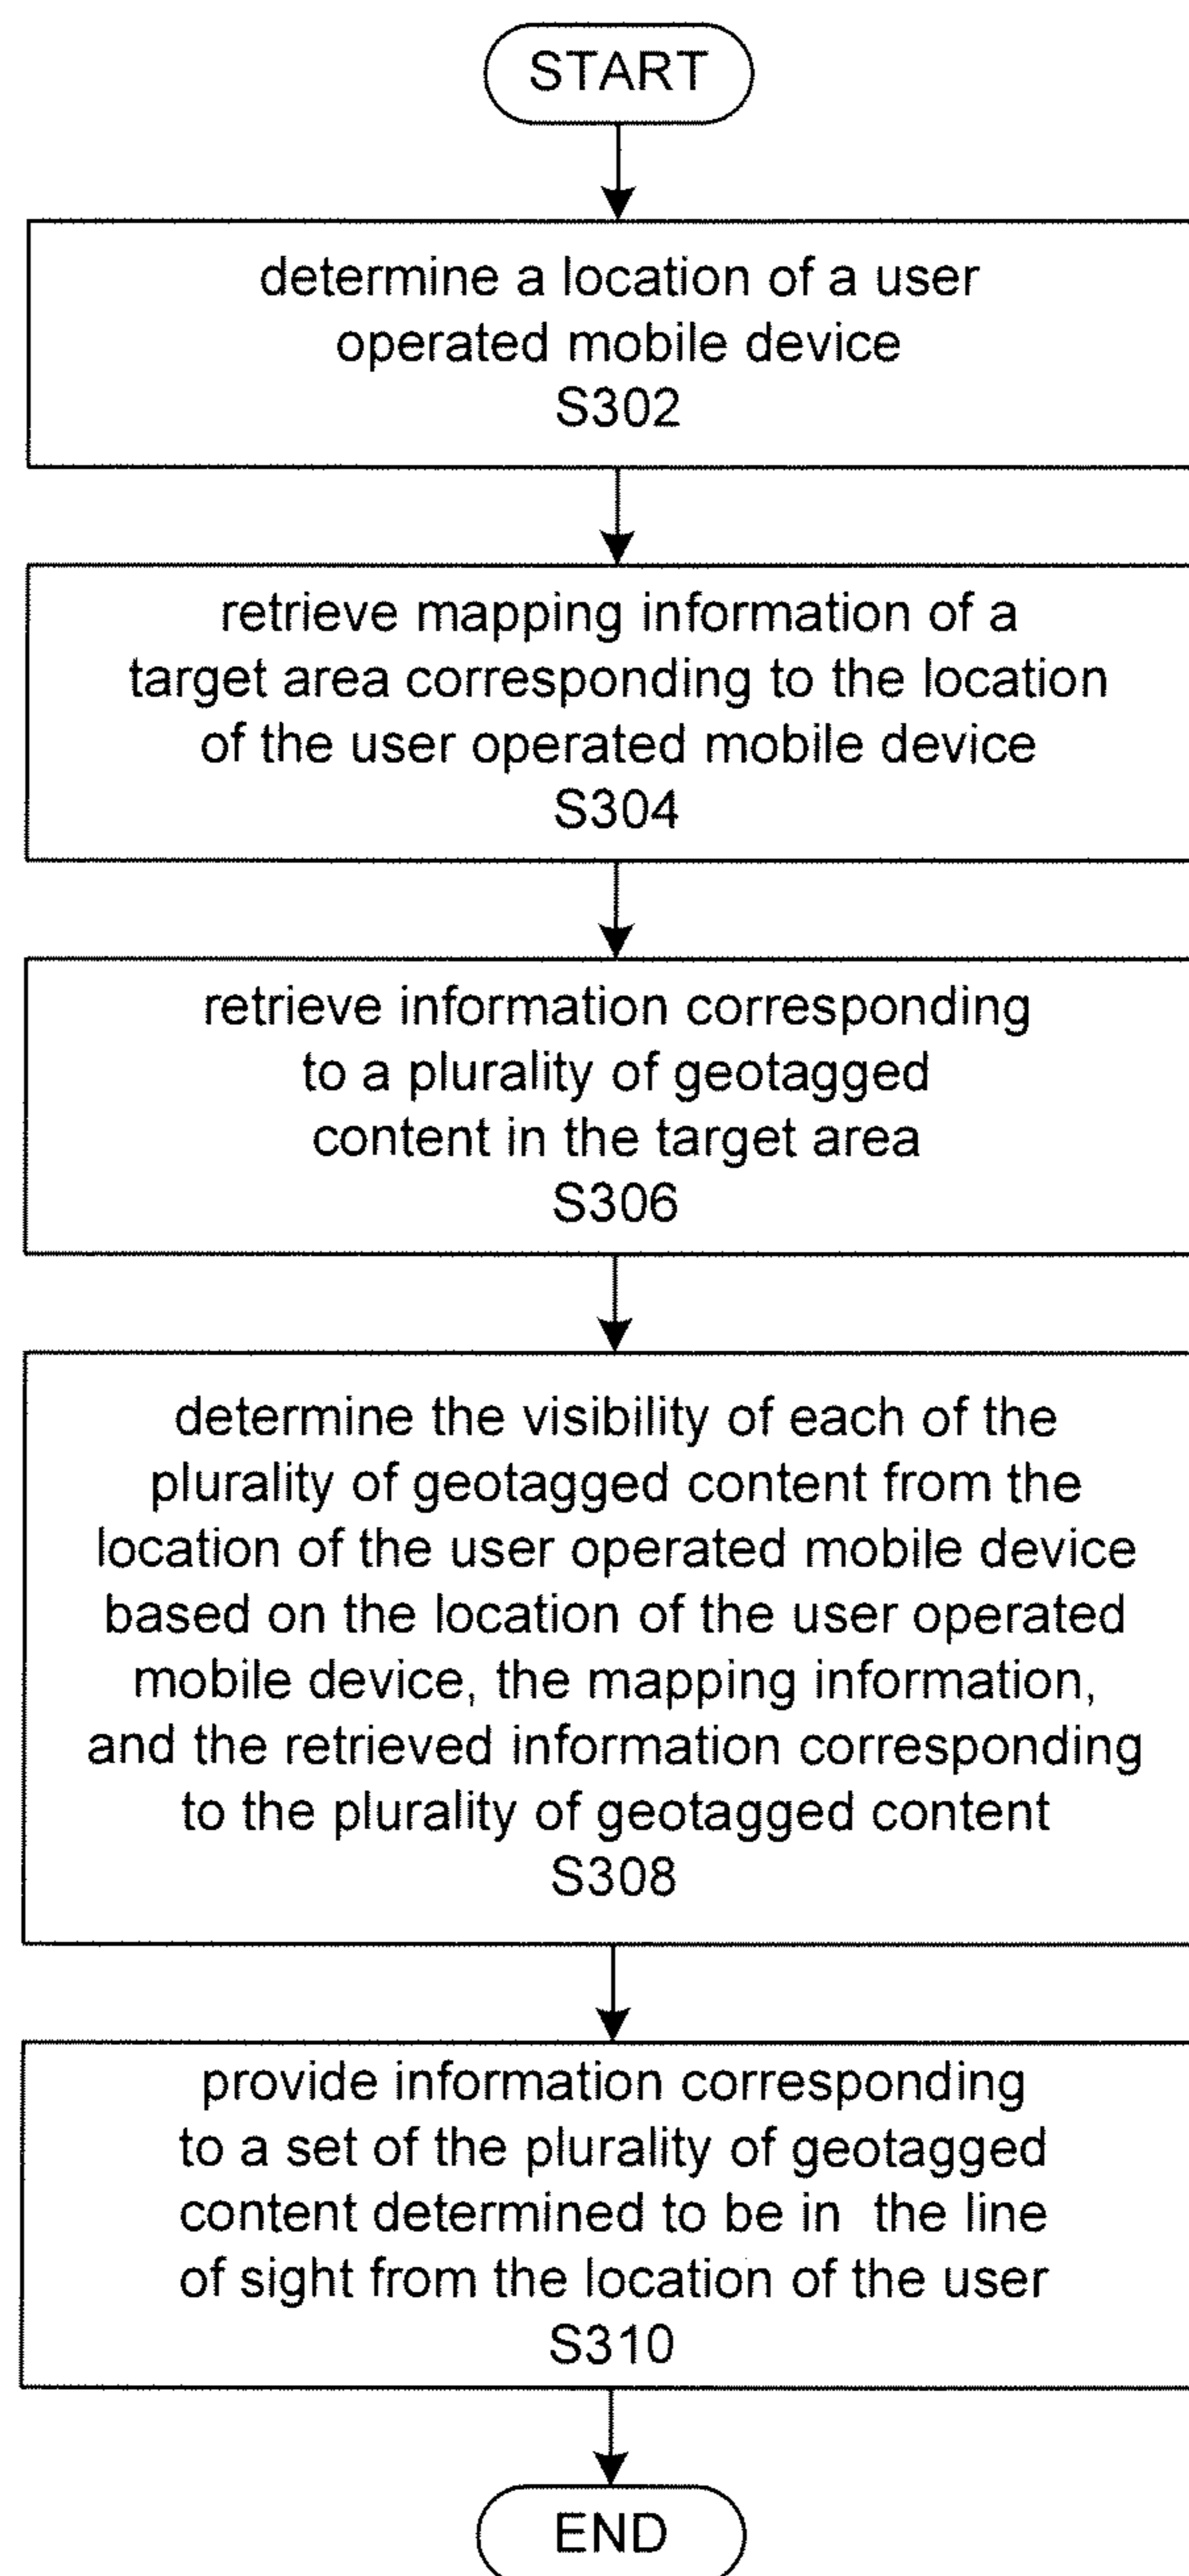 START
determine a location of a user
operated mobile device
S302
retrieve mapping information of a
target area corresponding to the location
of the user operated mobile device
S304
retrieve information corresponding
to a plurality of geotagged
content in the target area
S306
determine the visibility of each of the
plurality of geotagged content from the
location of the user operated mobile device
based on the location of the user operated
mobile device, the mapping information,
and the retrieved information corresponding
to the plurality of geotagged content
S308
provide information corresponding
to a set of the plurality of geotagged
content determined to be in the line
of sight from the location of the user
S310
END